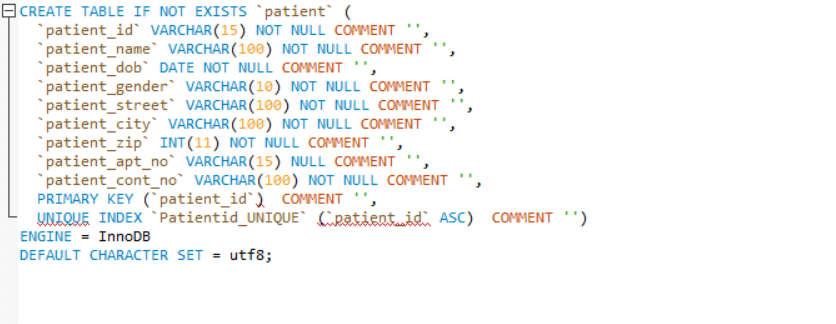 CREATE TABLE IF NOT EXISTS `patient` (
`patient_id` VARCHAR(15) NOT NULL COMMENT '',
`patient_name` VARCHAR(100) NOT NULL COMMENT '',
`patient_dob` DATE NOT NULL COMMENT '',
`patient_gender` VARCHAR(10) NOT NULL COMMENT '',
`patient_street` VARCHAR(100) NOT NULL COMMENT '',
`patient_city` VARCHAR(100) NOT NULL COMMENT '',
`patient_zip` INT(11) NOT NULL COMMENT '',
`patient_apt_no` VARCHAR(15) NULL COMMENT '',
`patient_cont_no` VARCHAR(100) NOT NULL COMMENT '',
PRIMARY KEY (`patient_id`)  COMMENT '',
UNIQUE INDEX `Patientid_UNIQUE` (`patient_id` ASC)  COMMENT '')
ENGINE = InnoDB
DEFAULT CHARACTER SET = utf8;